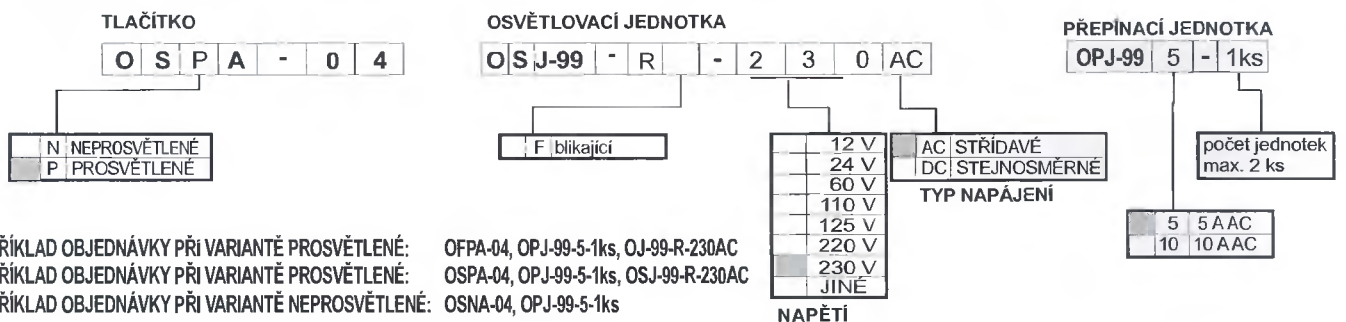 TLAČÍTKO
O S P A - 0 4
N NEPROSVĚTLENÉ
P PROSVĚTLENÉ
OSVĚTLOVACÍ JEDNOTKA
O S J-99 - R - 2 3 0 AC
F blikající
12 V
24 V
60 V
110 V
125 V
220 V
230 V
JINÉ
NAPĚTÍ
AC STŘÍDAVÉ
DC STEJNOSMĚRNÉ
TYP NAPÁJENÍ
PŘEPÍNACÍ JEDNOTKA
OPJ-99 5 - 1ks
počet jednotek
max. 2 ks
5 5 A AC
10 10 A AC
ŘÍKLAD OBJEDNÁVKY PŘI VARIANTĚ PROSVĚTLENÉ: OFPA-04, OPJ-99-5-1ks, OJ-99-R-230AC
ŘÍKLAD OBJEDNÁVKY PŘI VARIANTĚ PROSVĚTLENÉ: OSPA-04, OPJ-99-5-1ks, OSJ-99-R-230AC
ŘÍKLAD OBJEDNÁVKY PŘI VARIANTĚ NEPROSVĚTLENÉ: OSNA-04, OPJ-99-5-1ks